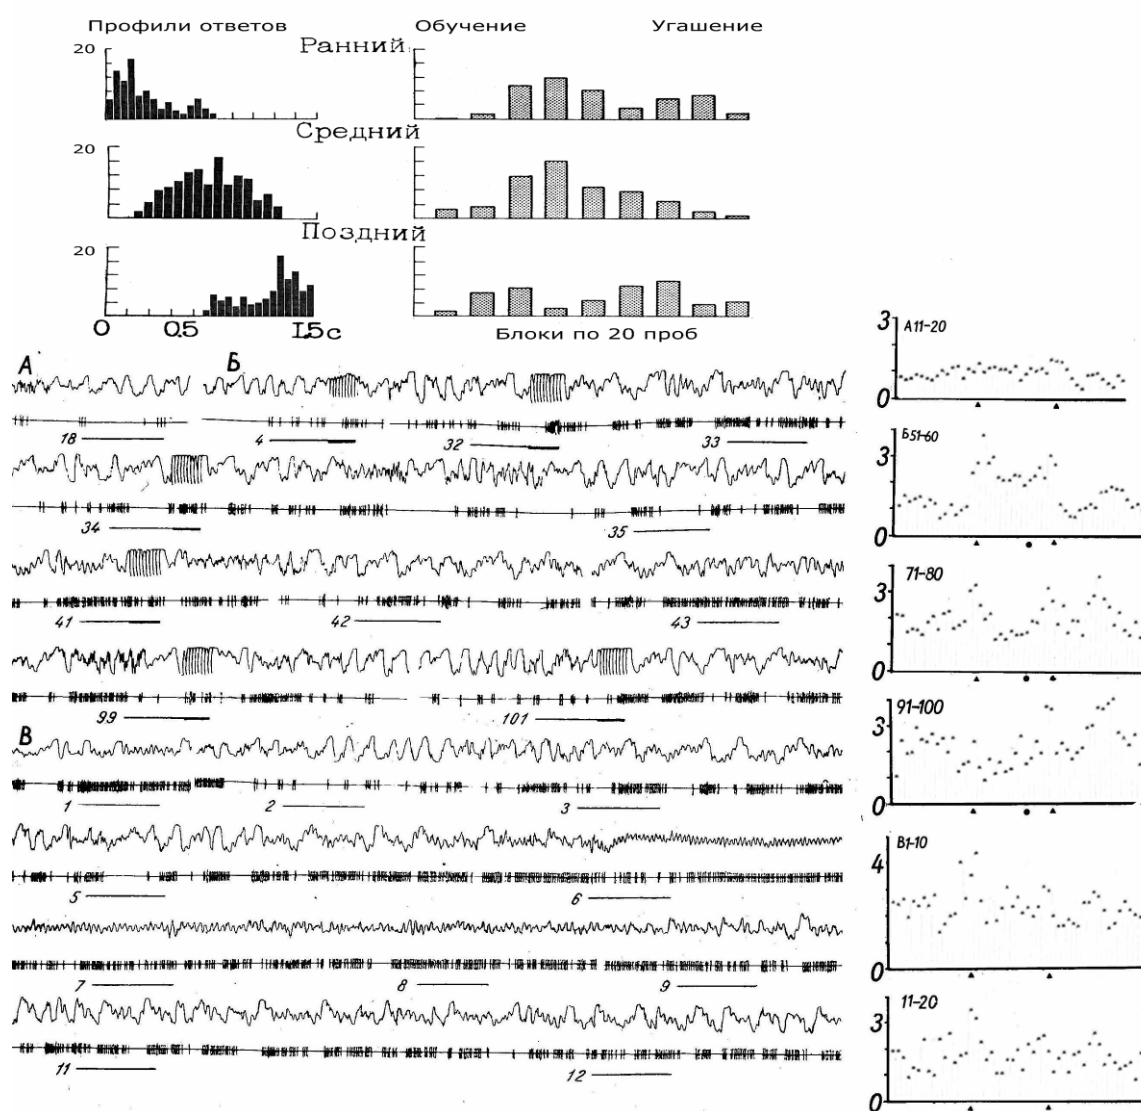 Профили ответов
Обучение
Угашение
20
Ранний
20
Средний
20
Поздний
0 0.5 1.5 с
Блоки по 20 проб
А
Б
18
4
32
33
34
35
41
42
43
99
101
В
1
2
3
5
6
7
8
9
11
12
3
А11-20
0
Б51-60
3
0
71-80
3
0
91-100
3
0
В1-10
4
0
11-20
3
0